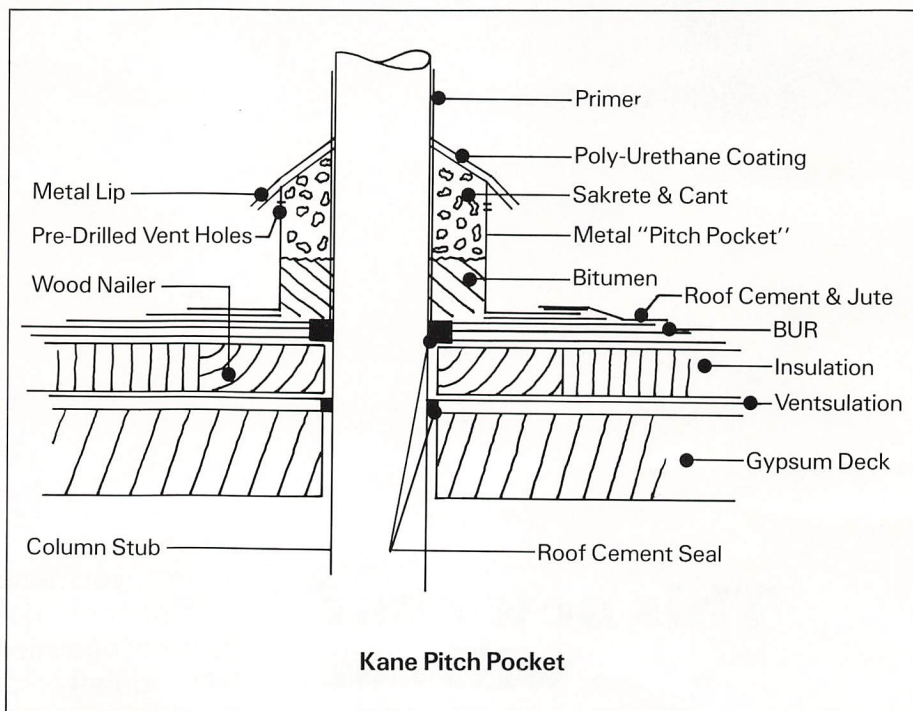 Primer
Poly-Urethane Coating
Metal Lip
Sakrete & Cant
Pre-Drilled Vent Holes
Metal "Pitch Pocket"
Wood Nailer
Bitumen
Roof Cement & Jute
BUR
Insulation
Ventsulation
Gypsum Deck
Column Stub
Roof Cement Seal
Kane Pitch Pocket